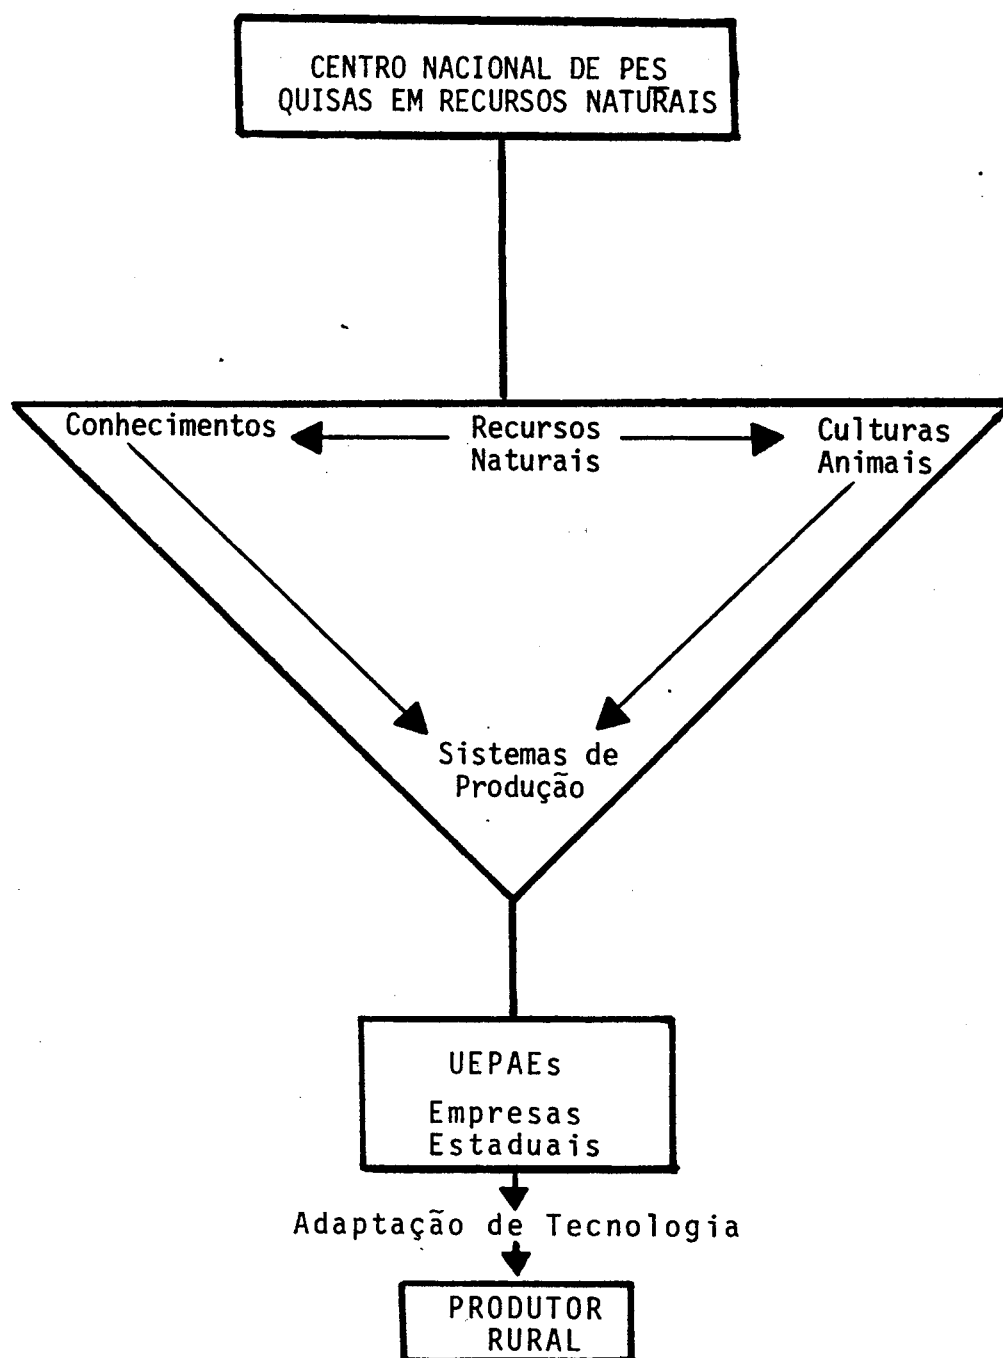 CENTRO NACIONAL DE PES
QUISAS EM RECURSOS NATURAIS
Conhecimentos
Recursos
Naturais
Culturas
Animais
Sistemas de
Produção
UEPAEs
Empresas
Estaduais
Adaptação de Tecnologia
PRODUTOR
RURAL